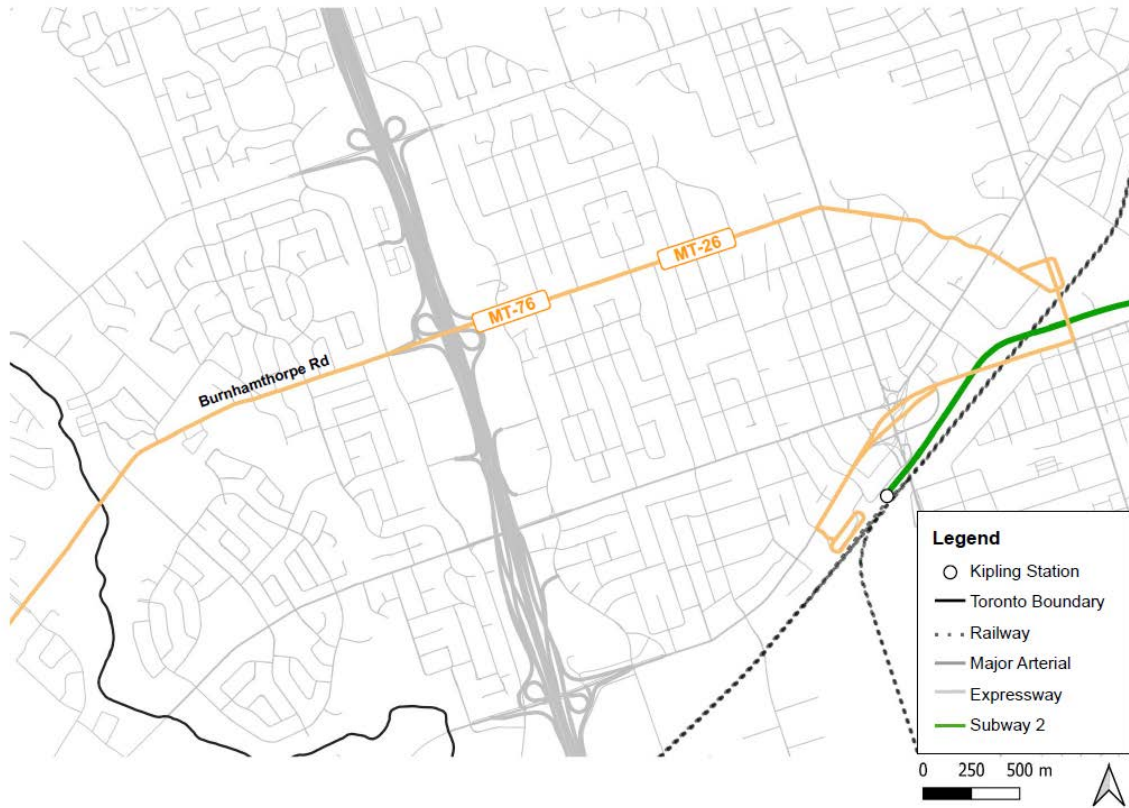 MT-26
MT-76
Burnhamthorpe Rd
Legend
Kipling Station
Toronto Boundary
Railway
Major Arterial
Expressway
Subway 2
0 250 500 m